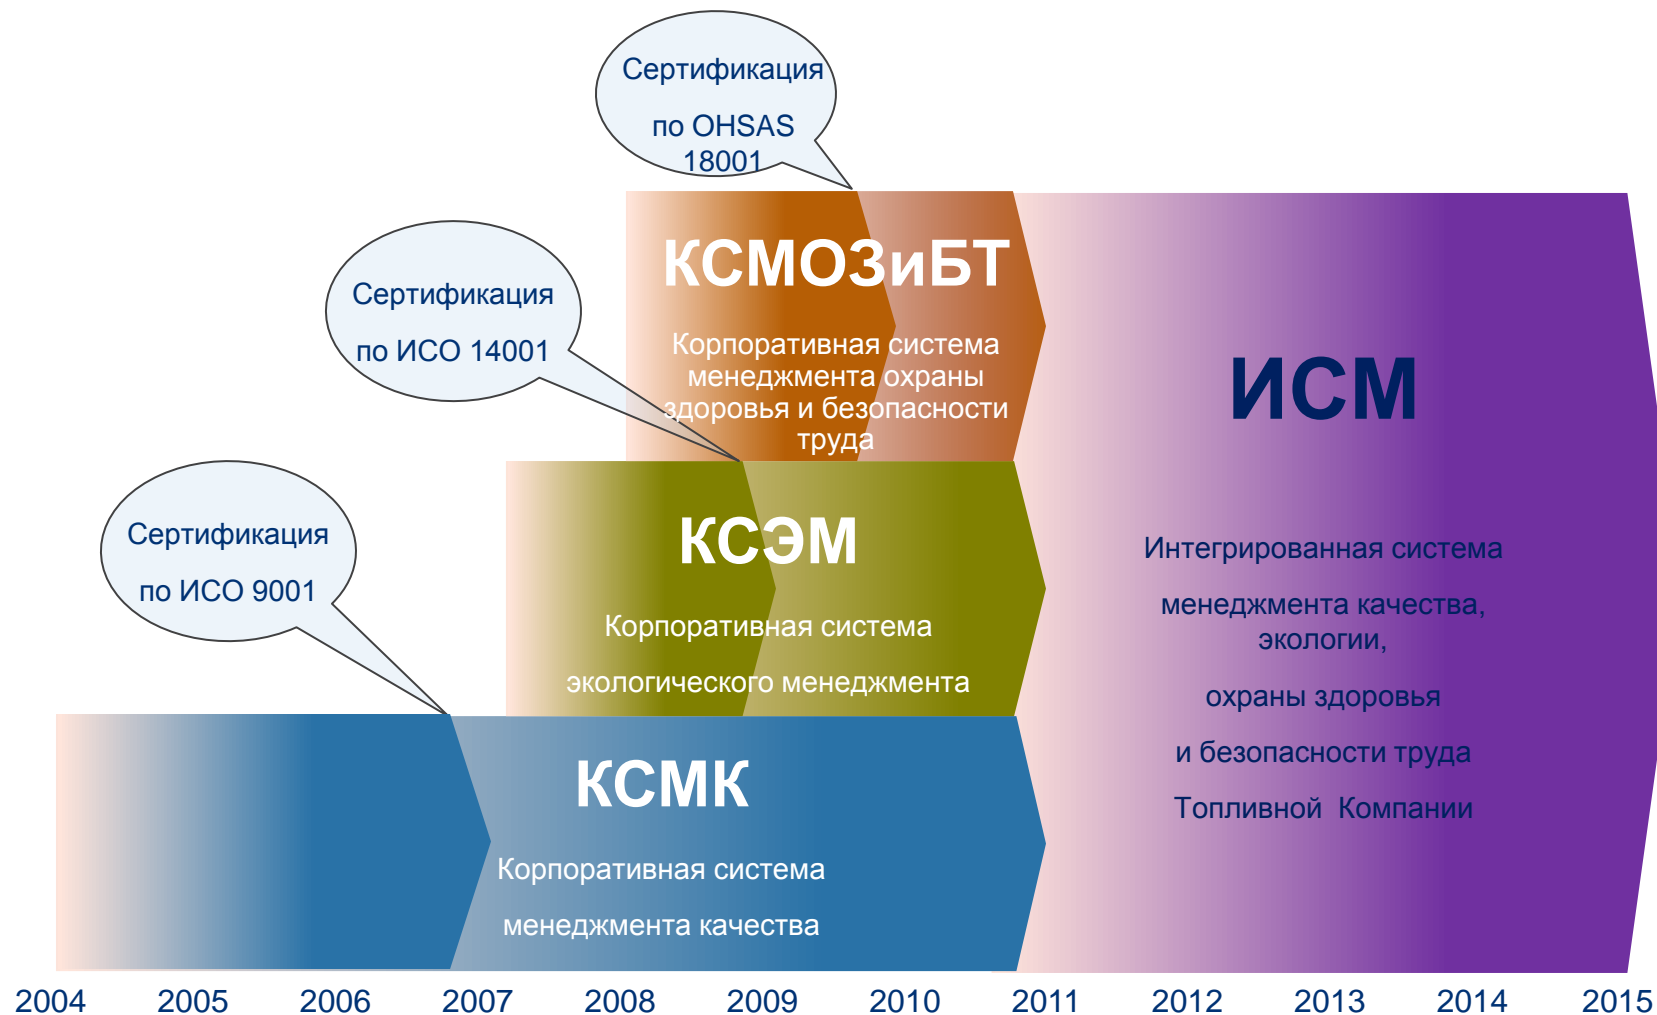 Сертификация
по OHSAS
18001
КСМОЗиБТ
Корпоративная система
менеджмента охраны
здоровья и безопасности
труда
Сертификация
по ИСО 14001
КСЭМ
Корпоративная система
экологического менеджмента
Сертификация
по ИСО 9001
КСМК
Корпоративная система
менеджмента качества
ИСМ
Интегрированная система
менеджмента качества,
экологии,
охраны здоровья
и безопасности труда
Топливной Компании
2004 2005 2006 2007 2008 2009 2010 2011 2012 2013 2014 2015